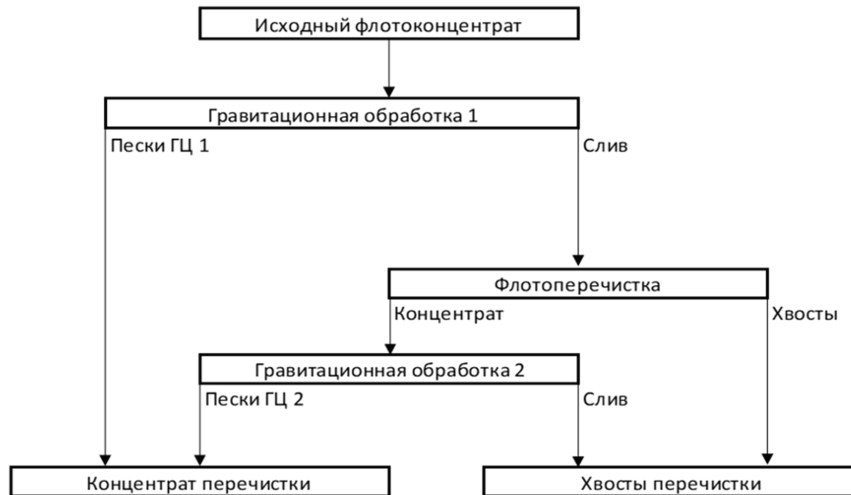 Исходный флотоконцентрат
Гравитационная обработка 1
Пески ГЦ 1
Слив
Флотоперечистка
Концентрат
Хвосты
Гравитационная обработка 2
Пески ГЦ 2
Слив
Концентрат перечистки
Хвосты перечистки